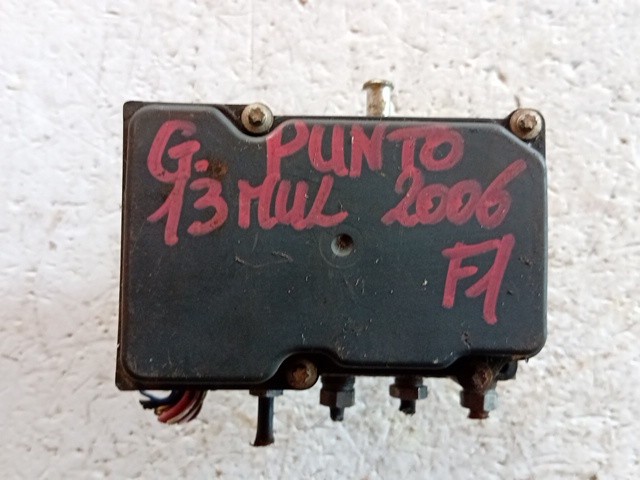 G. PUNTO
13 MUL 2006
F1